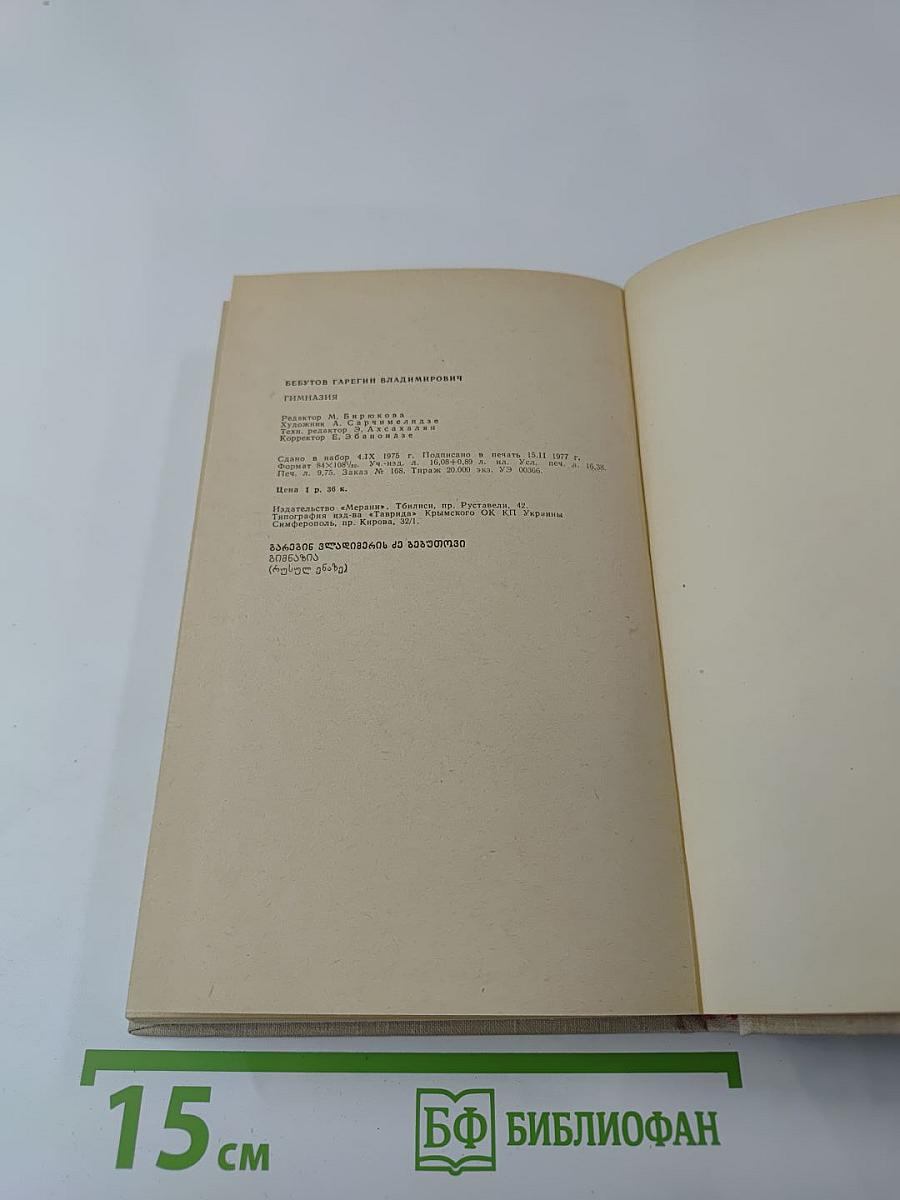 БЕБУТОВ ГАРЕГИН ВЛАДИМИРОВИЧ
ГИМНАЗИЯ
Редактор М. Бирюкова
Художник А. Сарчимелидзе
Техн. редактор Э. Ахсахалян
Корректор Е. Эбаноидзе
Сдано в набор 4.IX 1975 г. Подписано в печать 15.11 1977 г.
Формат 84×108¹/₃₂. Уч.-изд. л. 16,08+0,89 л. ил. Усл. печ. л. 16,38.
Печ. л. 9,75. Заказ № 168. Тираж 20.000 экз. УЭ 00366.
Цена 1 р. 36 к.
Издательство «Мерани», Тбилиси, пр. Руставели, 42.
Типография изд-ва «Таврида» Крымского ОК КП Украины
Симферополь, пр. Кирова, 32/1.
გარეგინ ვლადიმერის ძე ბებუთოვი
გიმნაზია
(რუსულ ენაზე)
15 см
БФ БИБЛИОФАН